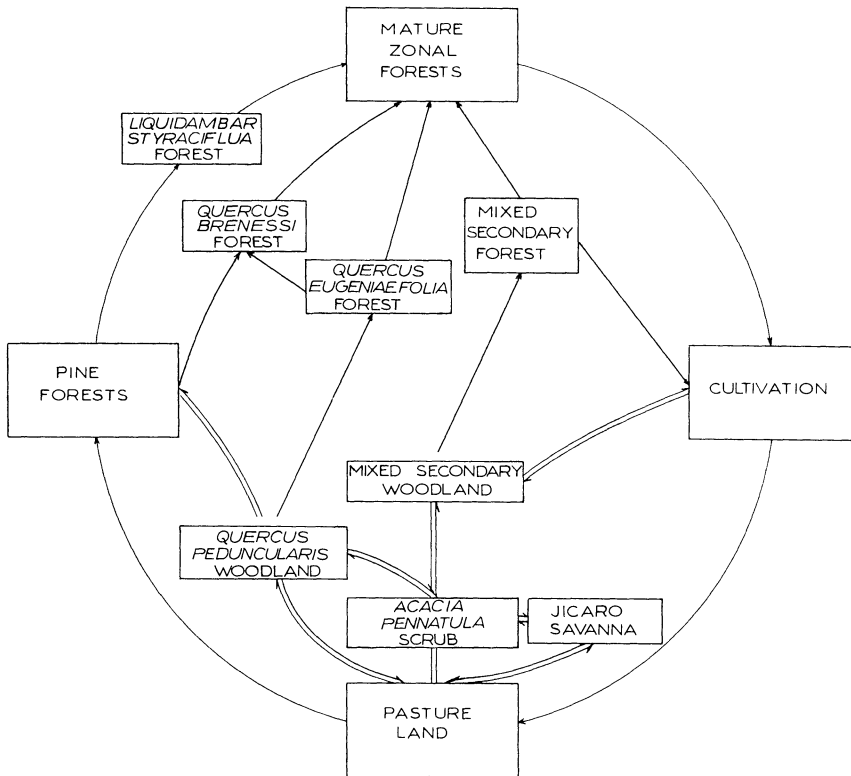 MATURE
ZONAL
FORESTS
LIQUIDAMBAR
STYRACIFLUA
FOREST
QUERCUS
BRENESSI
FOREST
MIXED
SECONDARY
FOREST
QUERCUS
EUGENIAEFOLIA
FOREST
PINE
FORESTS
CULTIVATION
MIXED SECONDARY
WOODLAND
QUERCUS
PEDUNCULARIS
WOODLAND
ACACIA
PENNATULA
SCRUB
JICARO
SAVANNA
PASTURE
LAND